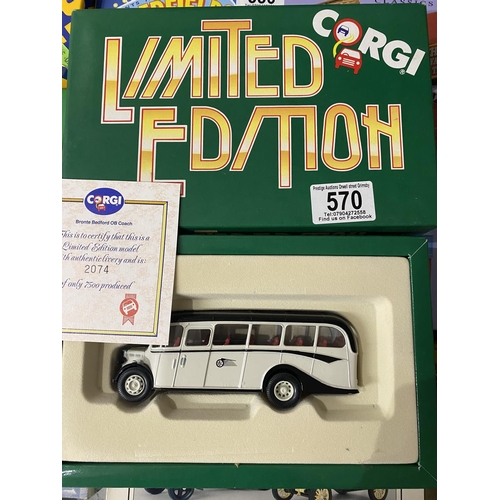 CLASSICS
LIMITED
EDITION
CORGI
®
Prestige Auctions Orwell street Grimsby
570
Tel:07904272558
Find us on Facebook
CORGI
Bronte Bedford OB Coach
This is to certify that this is a
Limited Edition model
with authentic livery and is:
2074
of only 7500 produced